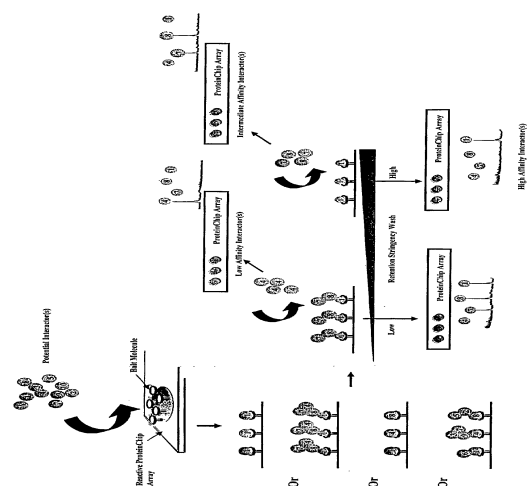 Potential Interactor(s)
Bait Molecule
Reactive ProteinChip
Array
Or
Or
Or
Low
Retention Stringency Wash
High
ProteinChip Array
Low Affinity Interactor(s)
ProteinChip Array
Intermediate Affinity Interactor(s)
ProteinChip Array
ProteinChip Array
High Affinity Interactor(s)